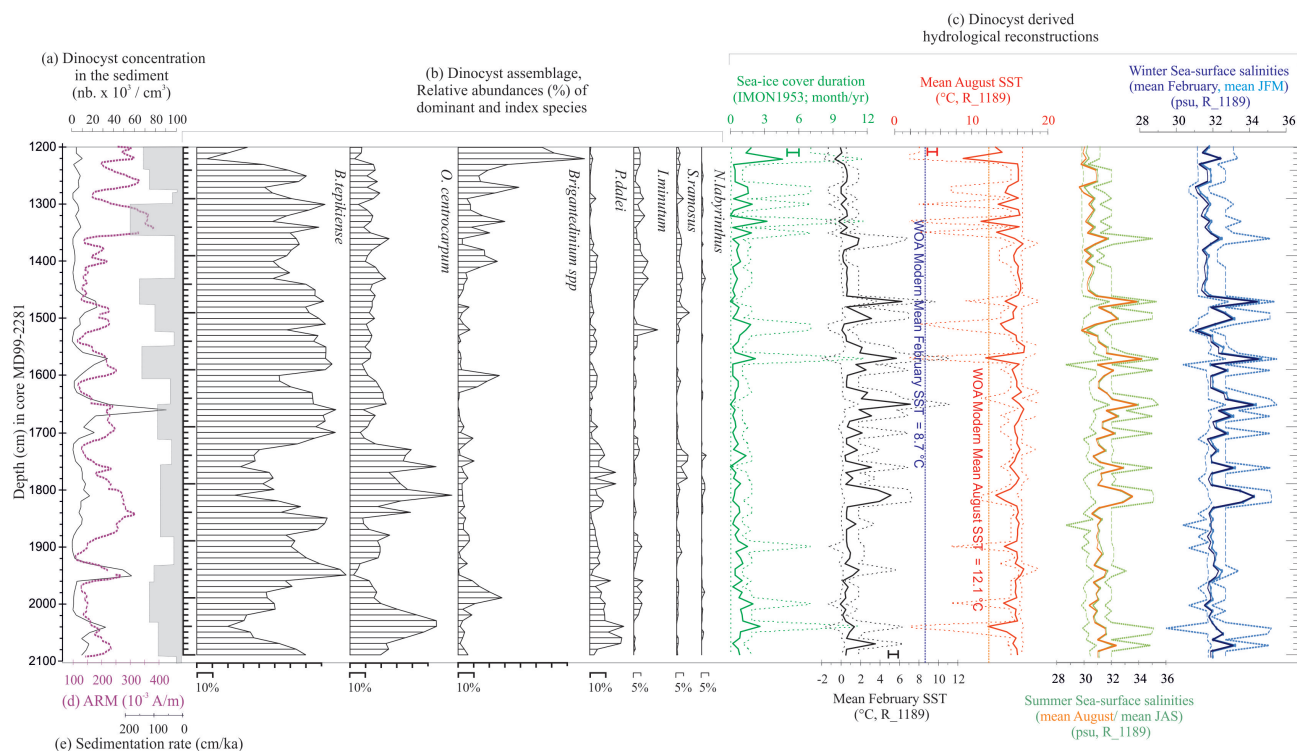 (c) Dinocyst derived
hydrological reconstructions
(a) Dinocyst concentration
in the sediment
(nb. x 10³ / cm³)
0 20 40 60 80 100
(b) Dinocyst assemblage,
Relative abundances (%) of
dominant and index species
Sea-ice cover duration
(IMON1953; month/yr)
0 3 6 9 12
Mean August SST
(°C, R_1189)
0 10 20
Winter Sea-surface salinities
(mean February, mean JFM)
(psu, R_1189)
28 30 32 34 36
Depth (cm) in core MD99-2281
1200
1300
1400
1500
1600
1700
1800
1900
2000
2100
B.tepikiense
O. centrocarpum
Brigantedinium spp
P.dalei
I.minutum
S.ramosus
N.labyrinthus
WOA Modern Mean February SST = 8.7 °C
WOA Modern Mean August SST = 12.1 °C
100 200 300 400
(d) ARM (10⁻³ A/m)
200 100 0
(e) Sedimentation rate (cm/ka)
10%
10%
10%
10%
5%
5%
5%
-2 0 2 4 6 8 10 12
Mean February SST
(°C, R_1189)
28 30 32 34 36
Summer Sea-surface salinities
(mean August/ mean JAS)
(psu, R_1189)